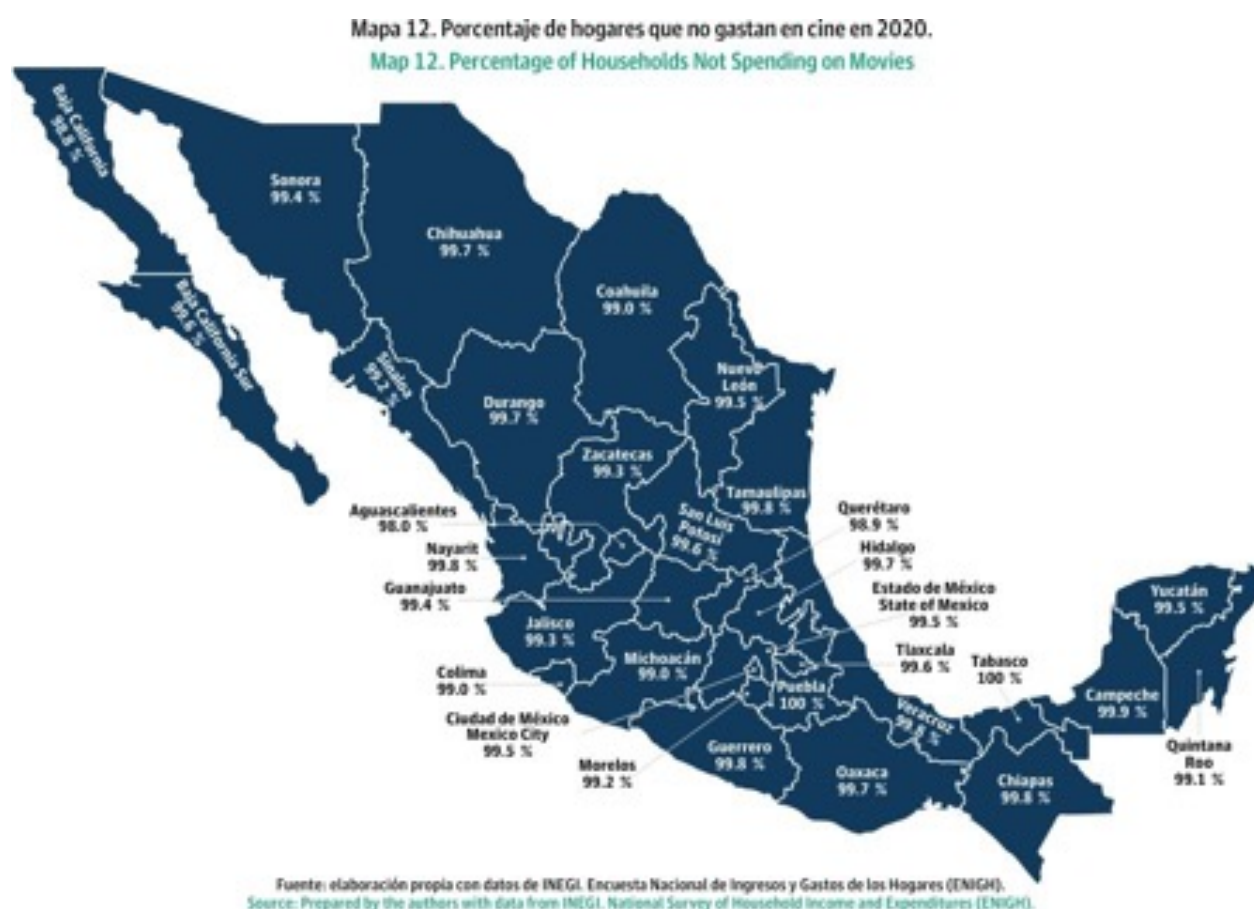 Mapa 12. Porcentaje de hogares que no gastan en cine en 2020.
Map 12. Percentage of Households Not Spending on Movies
Baja California
98.8 %
Sonora
99.4 %
Chihuahua
99.7 %
Coahuila
99.0 %
Baja California Sur
99.6 %
Sinaloa
99.2 %
Nuevo
León
99.5 %
Durango
99.7 %
Zacatecas
99.3 %
Tamaulipas
99.8 %
San Luis
Potosí
99.6 %
Aguascalientes
98.0 %
Querétaro
98.9 %
Nayarit
99.8 %
Hidalgo
99.7 %
Guanajuato
99.4 %
Estado de México
State of Mexico
99.5 %
Yucatán
99.5 %
Jalisco
99.3 %
Michoacán
99.0 %
Tlaxcala
99.6 %
Tabasco
100 %
Colima
99.0 %
Puebla
100 %
Campeche
99.9 %
Ciudad de México
Mexico City
99.5 %
Veracruz
99.8 %
Quintana
Roo
99.1 %
Morelos
99.2 %
Guerrero
99.8 %
Oaxaca
99.7 %
Chiapas
99.8 %
Fuente: elaboración propia con datos de INEGI. Encuesta Nacional de Ingresos y Gastos de los Hogares (ENIGH).
Source: Prepared by the authors with data from INEGI. National Survey of Household Income and Expenditures (ENIGH).